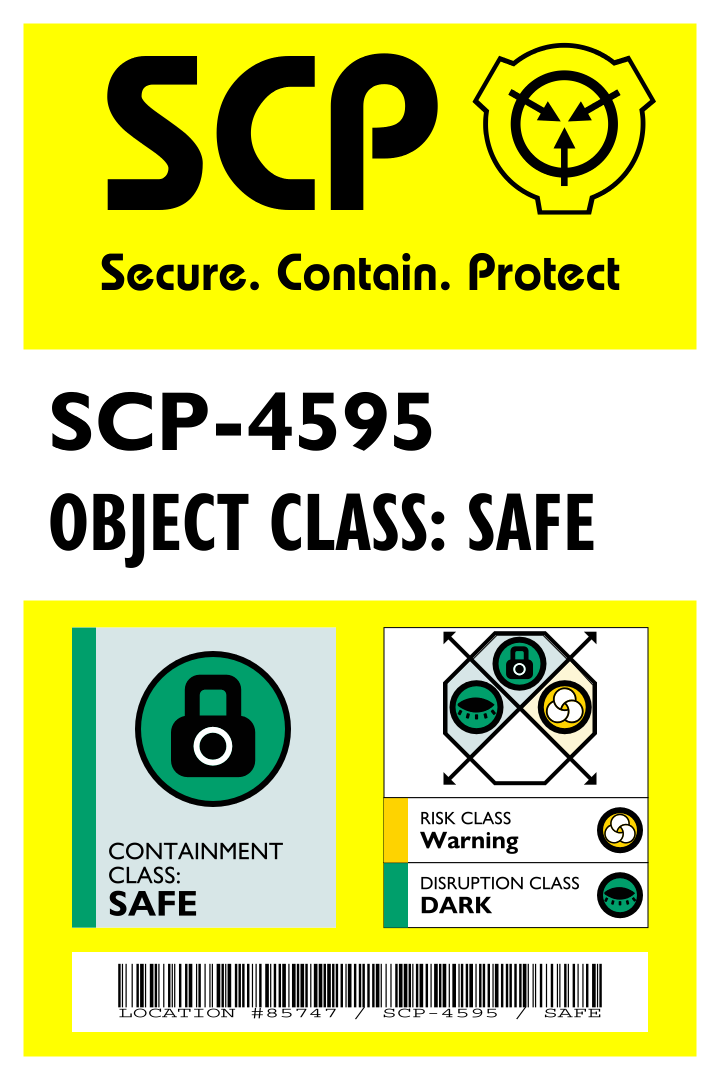 SCP
Secure. Contain. Protect
SCP-4595
OBJECT CLASS: SAFE
CONTAINMENT
CLASS:
SAFE
RISK CLASS
Warning
DISRUPTION CLASS
DARK
LOCATION #85747 / SCP-4595 / SAFE